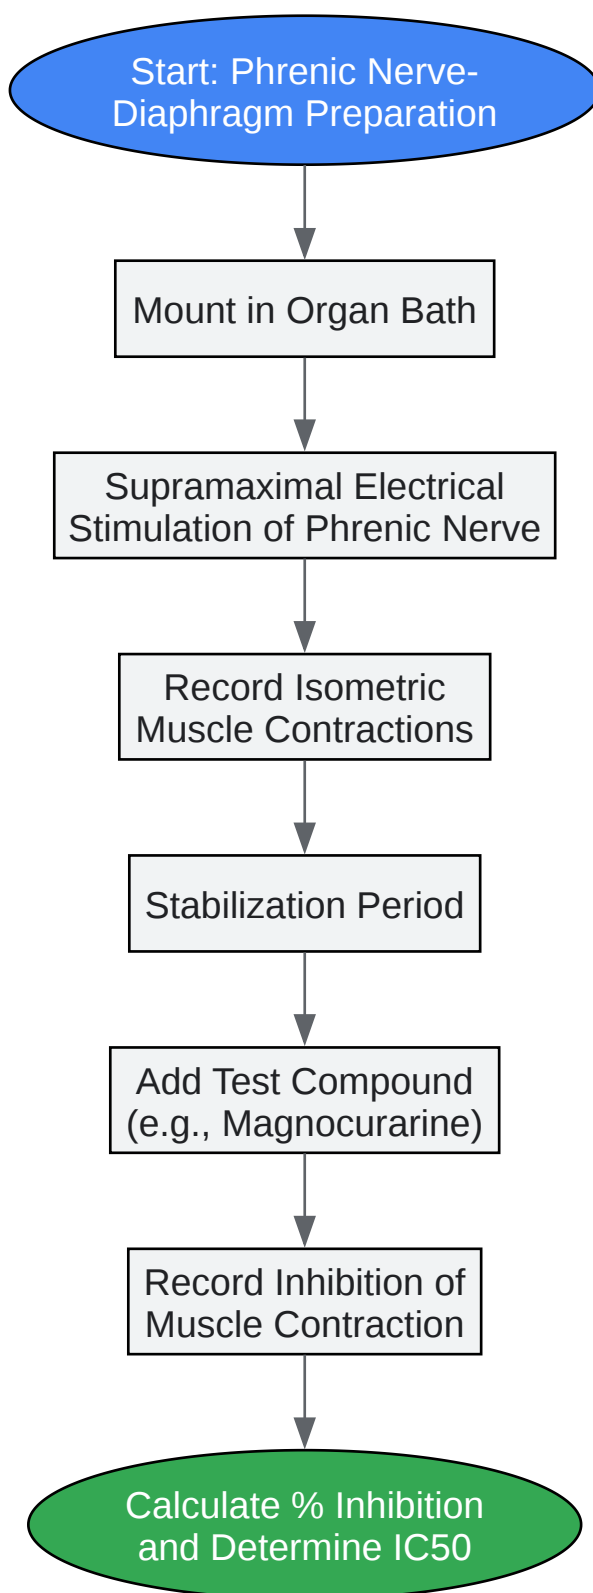 Start: Phrenic Nerve-
Diaphragm Preparation
Mount in Organ Bath
Supramaximal Electrical
Stimulation of Phrenic Nerve
Record Isometric
Muscle Contractions
Stabilization Period
Add Test Compound
(e.g., Magnocurarine)
Record Inhibition of
Muscle Contraction
Calculate % Inhibition
and Determine IC50